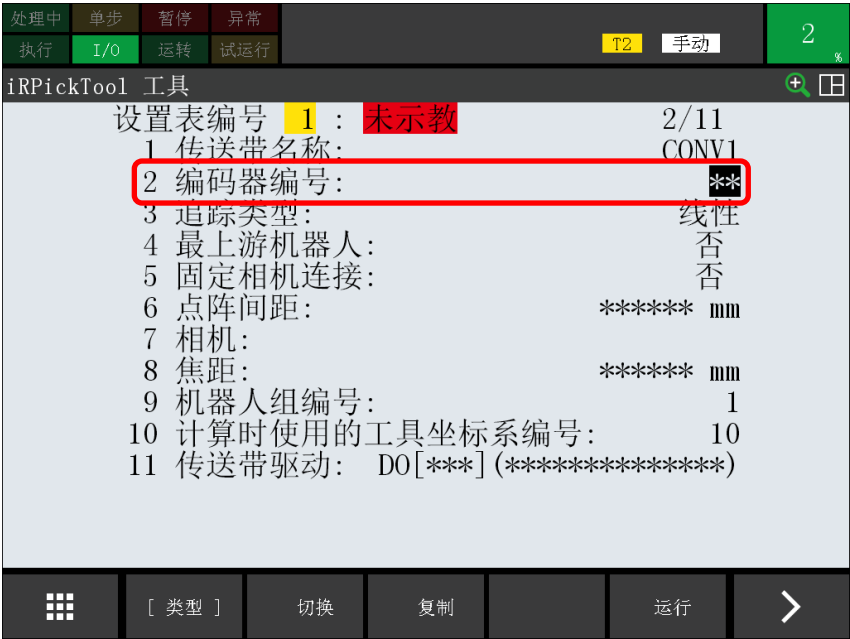 处理中 单步 暂停 异常
执行 I/O 运转 试运行
T2 手动
2 %
iRPickTool 工具
设置表编号 1 : 未示教 2/11
1 传送带名称: CONV1
2 编码器编号: **
3 追踪类型: 线性
4 最上游机器人: 否
5 固定相机连接: 否
6 点阵间距: ****** mm
7 相机:
8 焦距: ****** mm
9 机器人组编号: 1
10 计算时使用的工具坐标系编号: 10
11 传送带驱动: DO[***](**************)
[ 类型 ] 切换 复制 运行